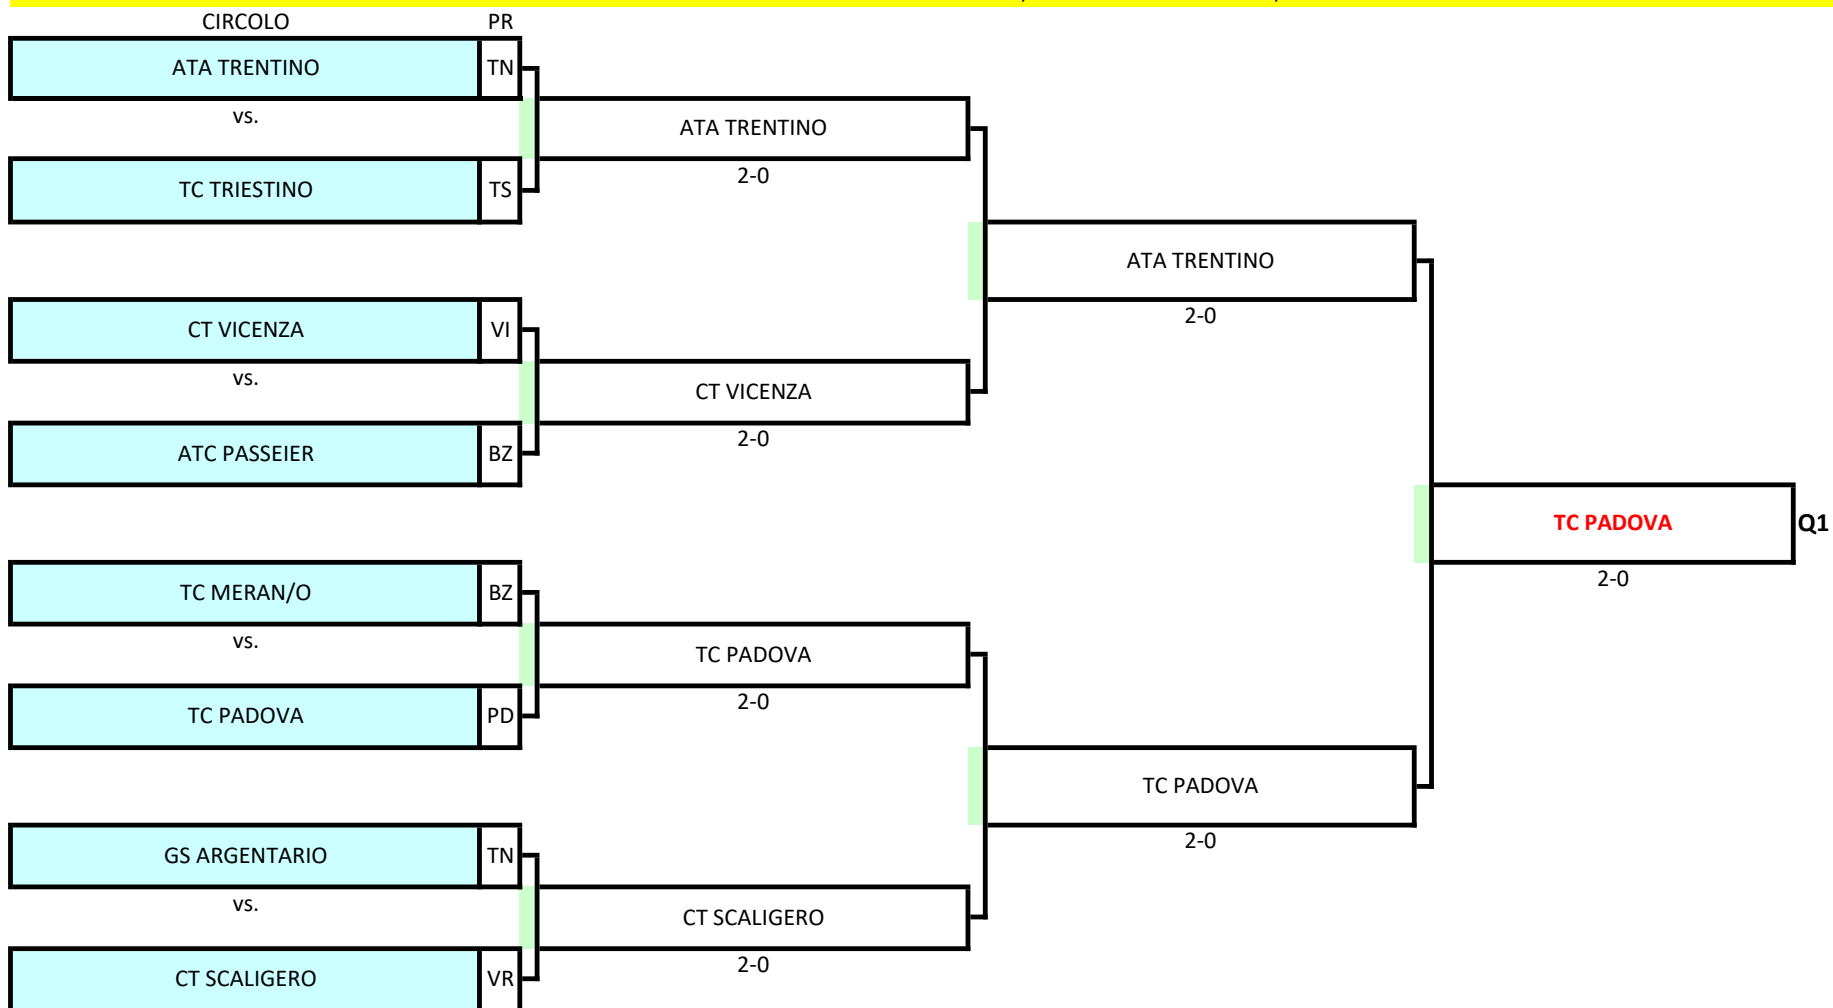 CIRCOLO PR
ATA TRENTINO TN
vs.
TC TRIESTINO TS
ATA TRENTINO
2-0
CT VICENZA VI
vs.
ATC PASSEIER BZ
CT VICENZA
2-0
ATA TRENTINO
2-0
TC MERAN/O BZ
vs.
TC PADOVA PD
TC PADOVA
2-0
GS ARGENTARIO TN
vs.
CT SCALIGERO VR
CT SCALIGERO
2-0
TC PADOVA
2-0
TC PADOVA Q1
2-0